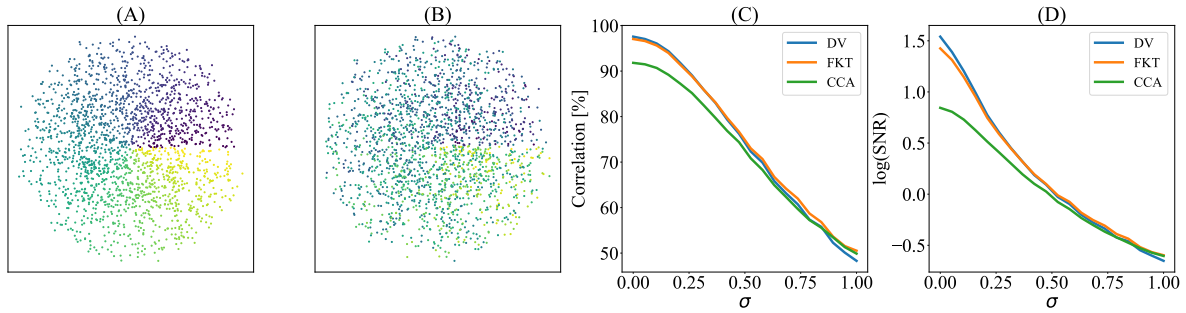 (A)
(B)
(C)
Correlation [%]
100
90
80
70
60
50
DV
FKT
CCA
0.00 0.25 0.50 0.75 1.00
σ
(D)
log(SNR)
1.5
1.0
0.5
0.0
−0.5
DV
FKT
CCA
0.00 0.25 0.50 0.75 1.00
σ